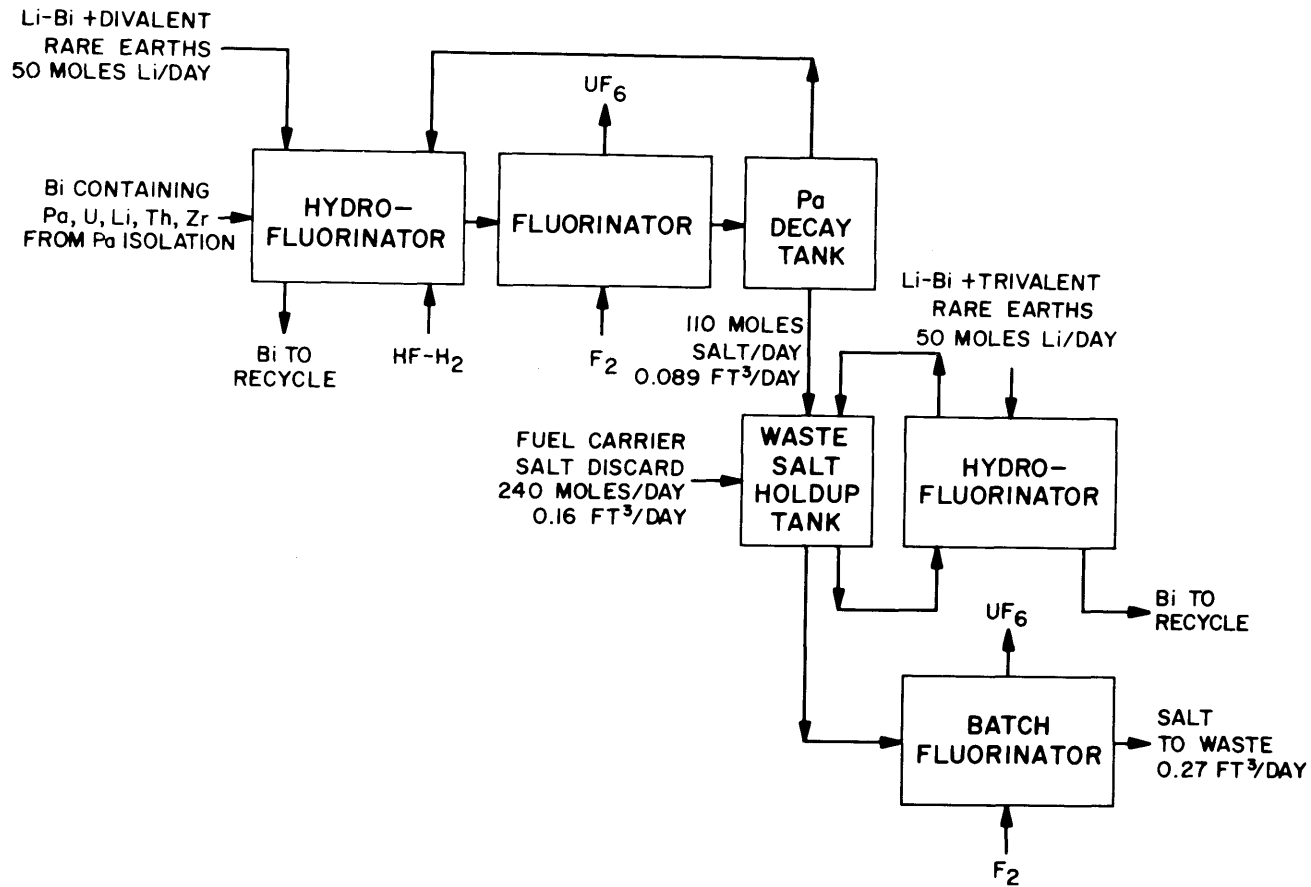 Li-Bi +DIVALENT
RARE EARTHS
50 MOLES Li/DAY
UF6
Bi CONTAINING
Pa, U, Li, Th, Zr
FROM Pa ISOLATION
HYDRO-
FLUORINATOR
FLUORINATOR
Pa
DECAY
TANK
Bi TO
RECYCLE
HF-H2
F2
110 MOLES
SALT/DAY
0.089 FT³/DAY
Li-Bi +TRIVALENT
RARE EARTHS
50 MOLES Li/DAY
FUEL CARRIER
SALT DISCARD
240 MOLES/DAY
0.16 FT³/DAY
WASTE
SALT
HOLDUP
TANK
HYDRO-
FLUORINATOR
Bi TO
RECYCLE
UF6
BATCH
FLUORINATOR
SALT
TO WASTE
0.27 FT³/DAY
F2